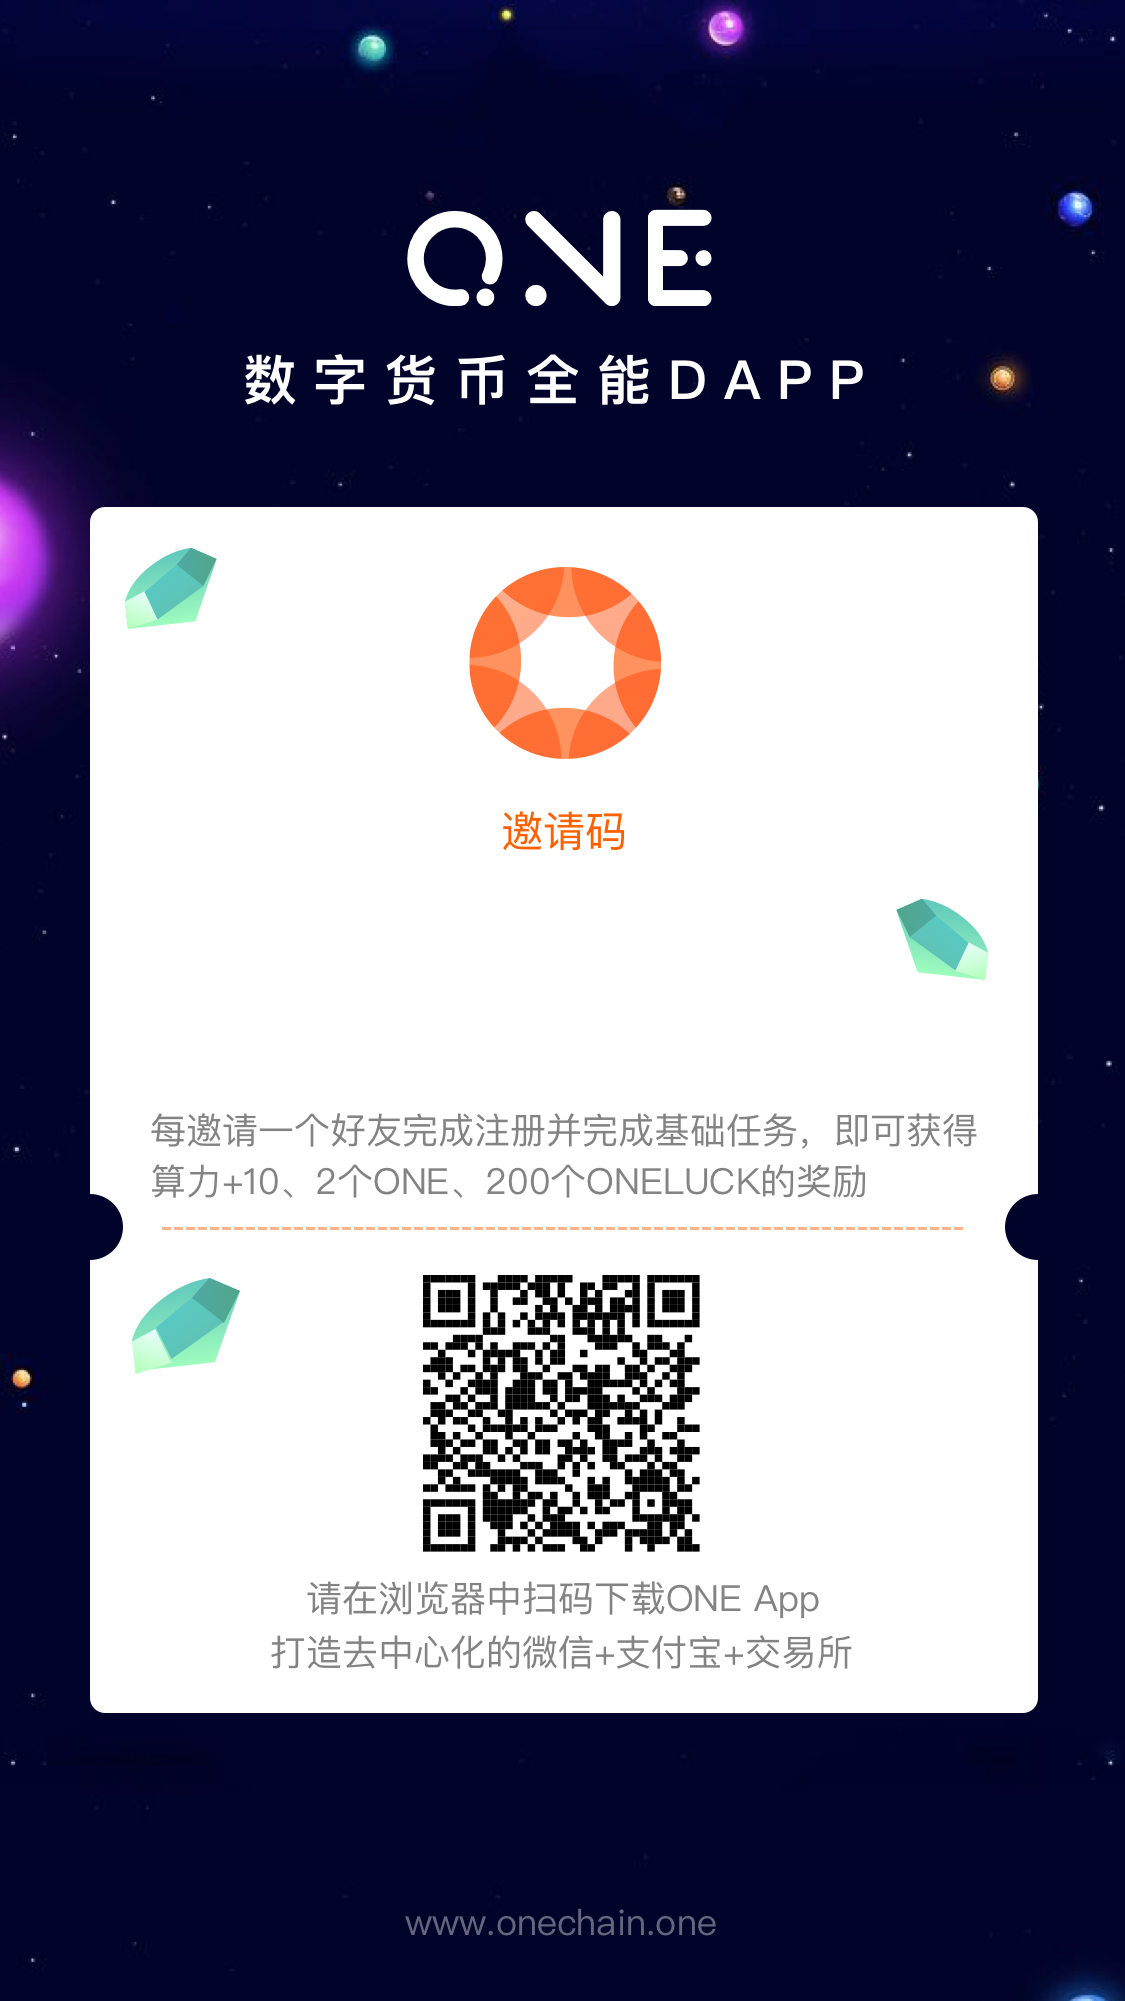 ONE
数字货币全能DAPP
邀请码
每邀请一个好友完成注册并完成基础任务，即可获得
算力+10、2个ONE、200个ONELUCK的奖励
请在浏览器中扫码下载ONE App
打造去中心化的微信+支付宝+交易所
www.onechain.one